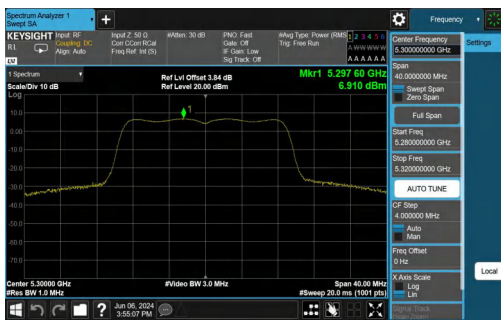 Spectrum Analyzer 1
Swept SA
Frequency
KEYSIGHT
Input: RF
Coupling: DC
Align: Auto
Input Z: 50 Ω
Corr CCorr RCal
Freq Ref: Int (S)
#Atten: 30 dB
PNO: Fast
Gate: Off
IF Gain: Low
Sig Track: Off
#Avg Type: Power (RMS)
Trig: Free Run
1 2 3 4 5 6
A W W W W W
A A A A A A
RL
LV
1 Spectrum
Scale/Div 10 dB
Log
Ref Lvl Offset 3.84 dB
Ref Level 20.00 dBm
Mkr1 5.297 60 GHz
6.910 dBm
1
10.0
0.00
-10.0
-20.0
-30.0
-40.0
-50.0
-60.0
-70.0
Center 5.30000 GHz
#Res BW 1.0 MHz
#Video BW 3.0 MHz
Span 40.00 MHz
#Sweep 20.0 ms (1001 pts)
Center Frequency
5.300000000 GHz
Settings
Span
40.0000000 MHz
Swept Span
Zero Span
Full Span
Start Freq
5.280000000 GHz
Stop Freq
5.320000000 GHz
AUTO TUNE
CF Step
4.000000 MHz
Auto
Man
Freq Offset
0 Hz
X Axis Scale
Log
Lin
Local
Signal Track
Jun 06, 2024
3:55:07 PM